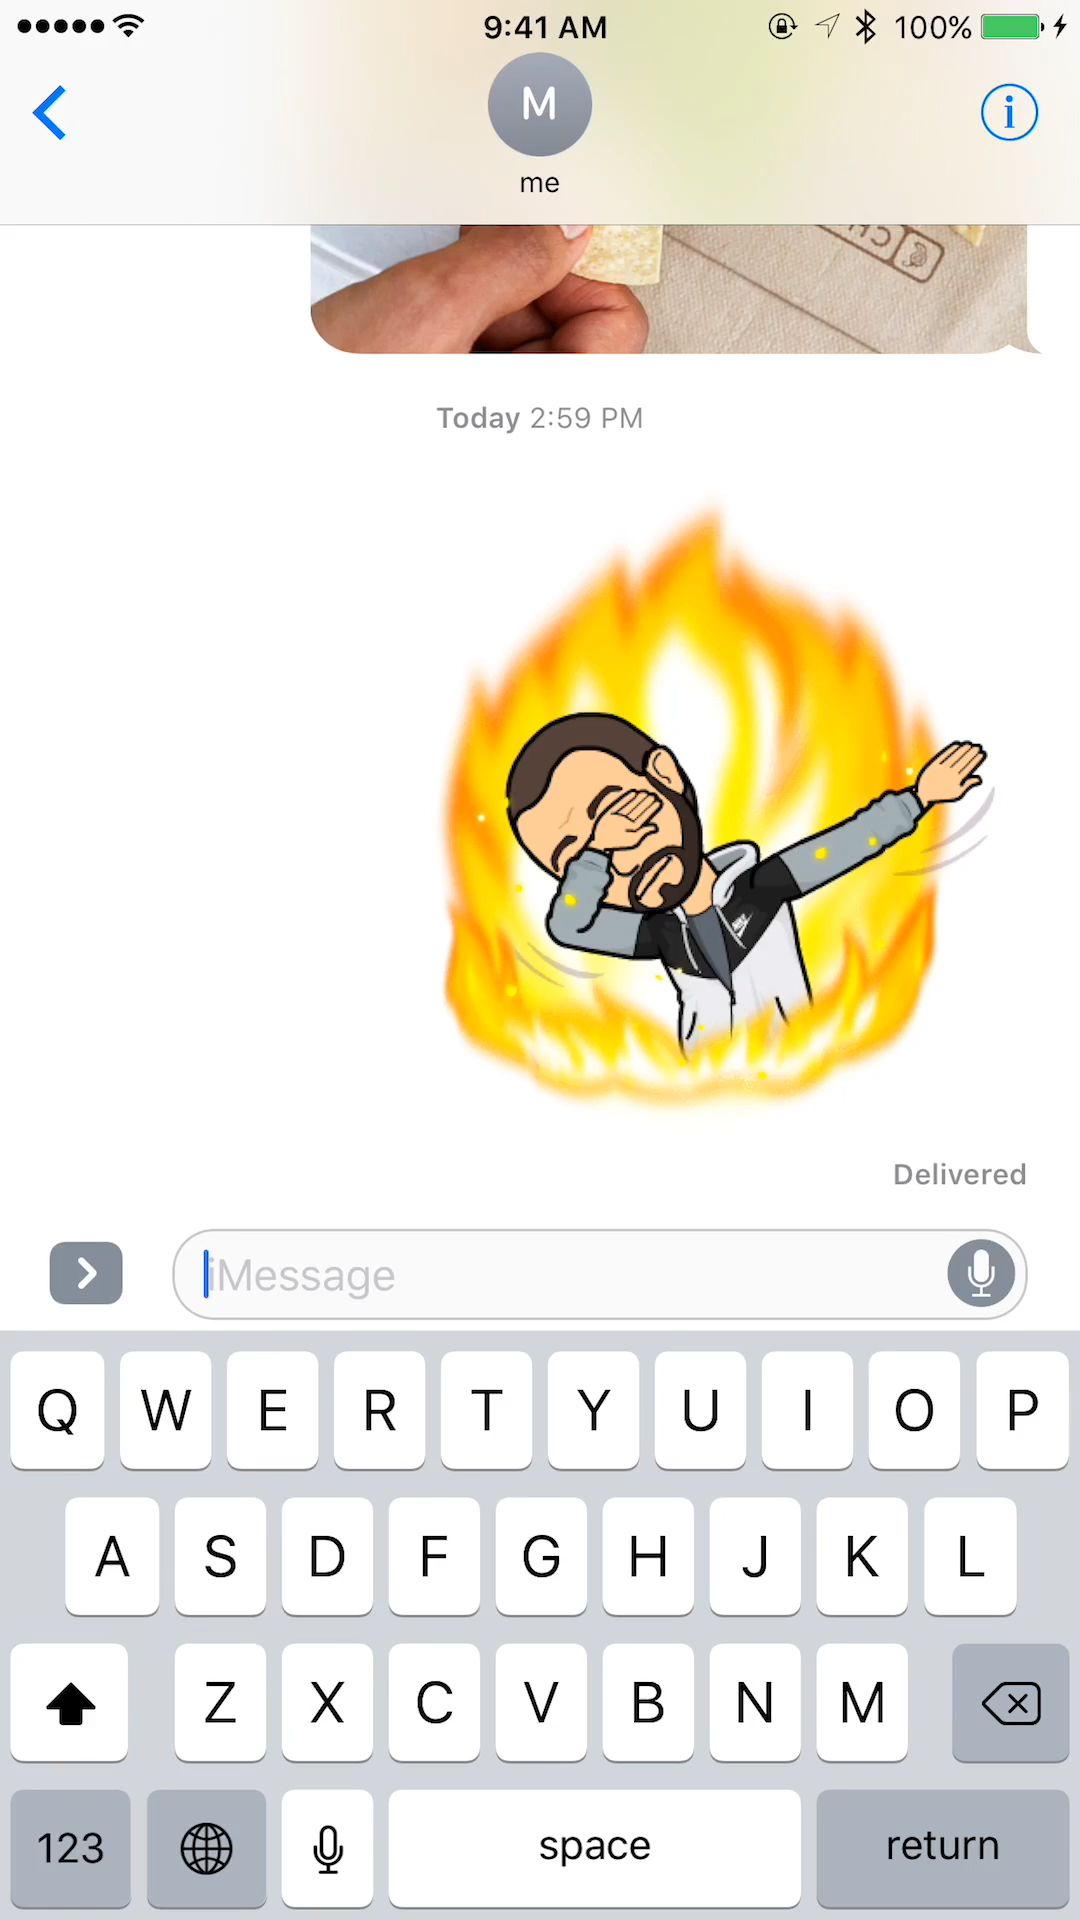 9:41 AM
100%
M
me
Today 2:59 PM
Delivered
iMessage
Q W E R T Y U I O P
A S D F G H J K L
Z X C V B N M
123 space return